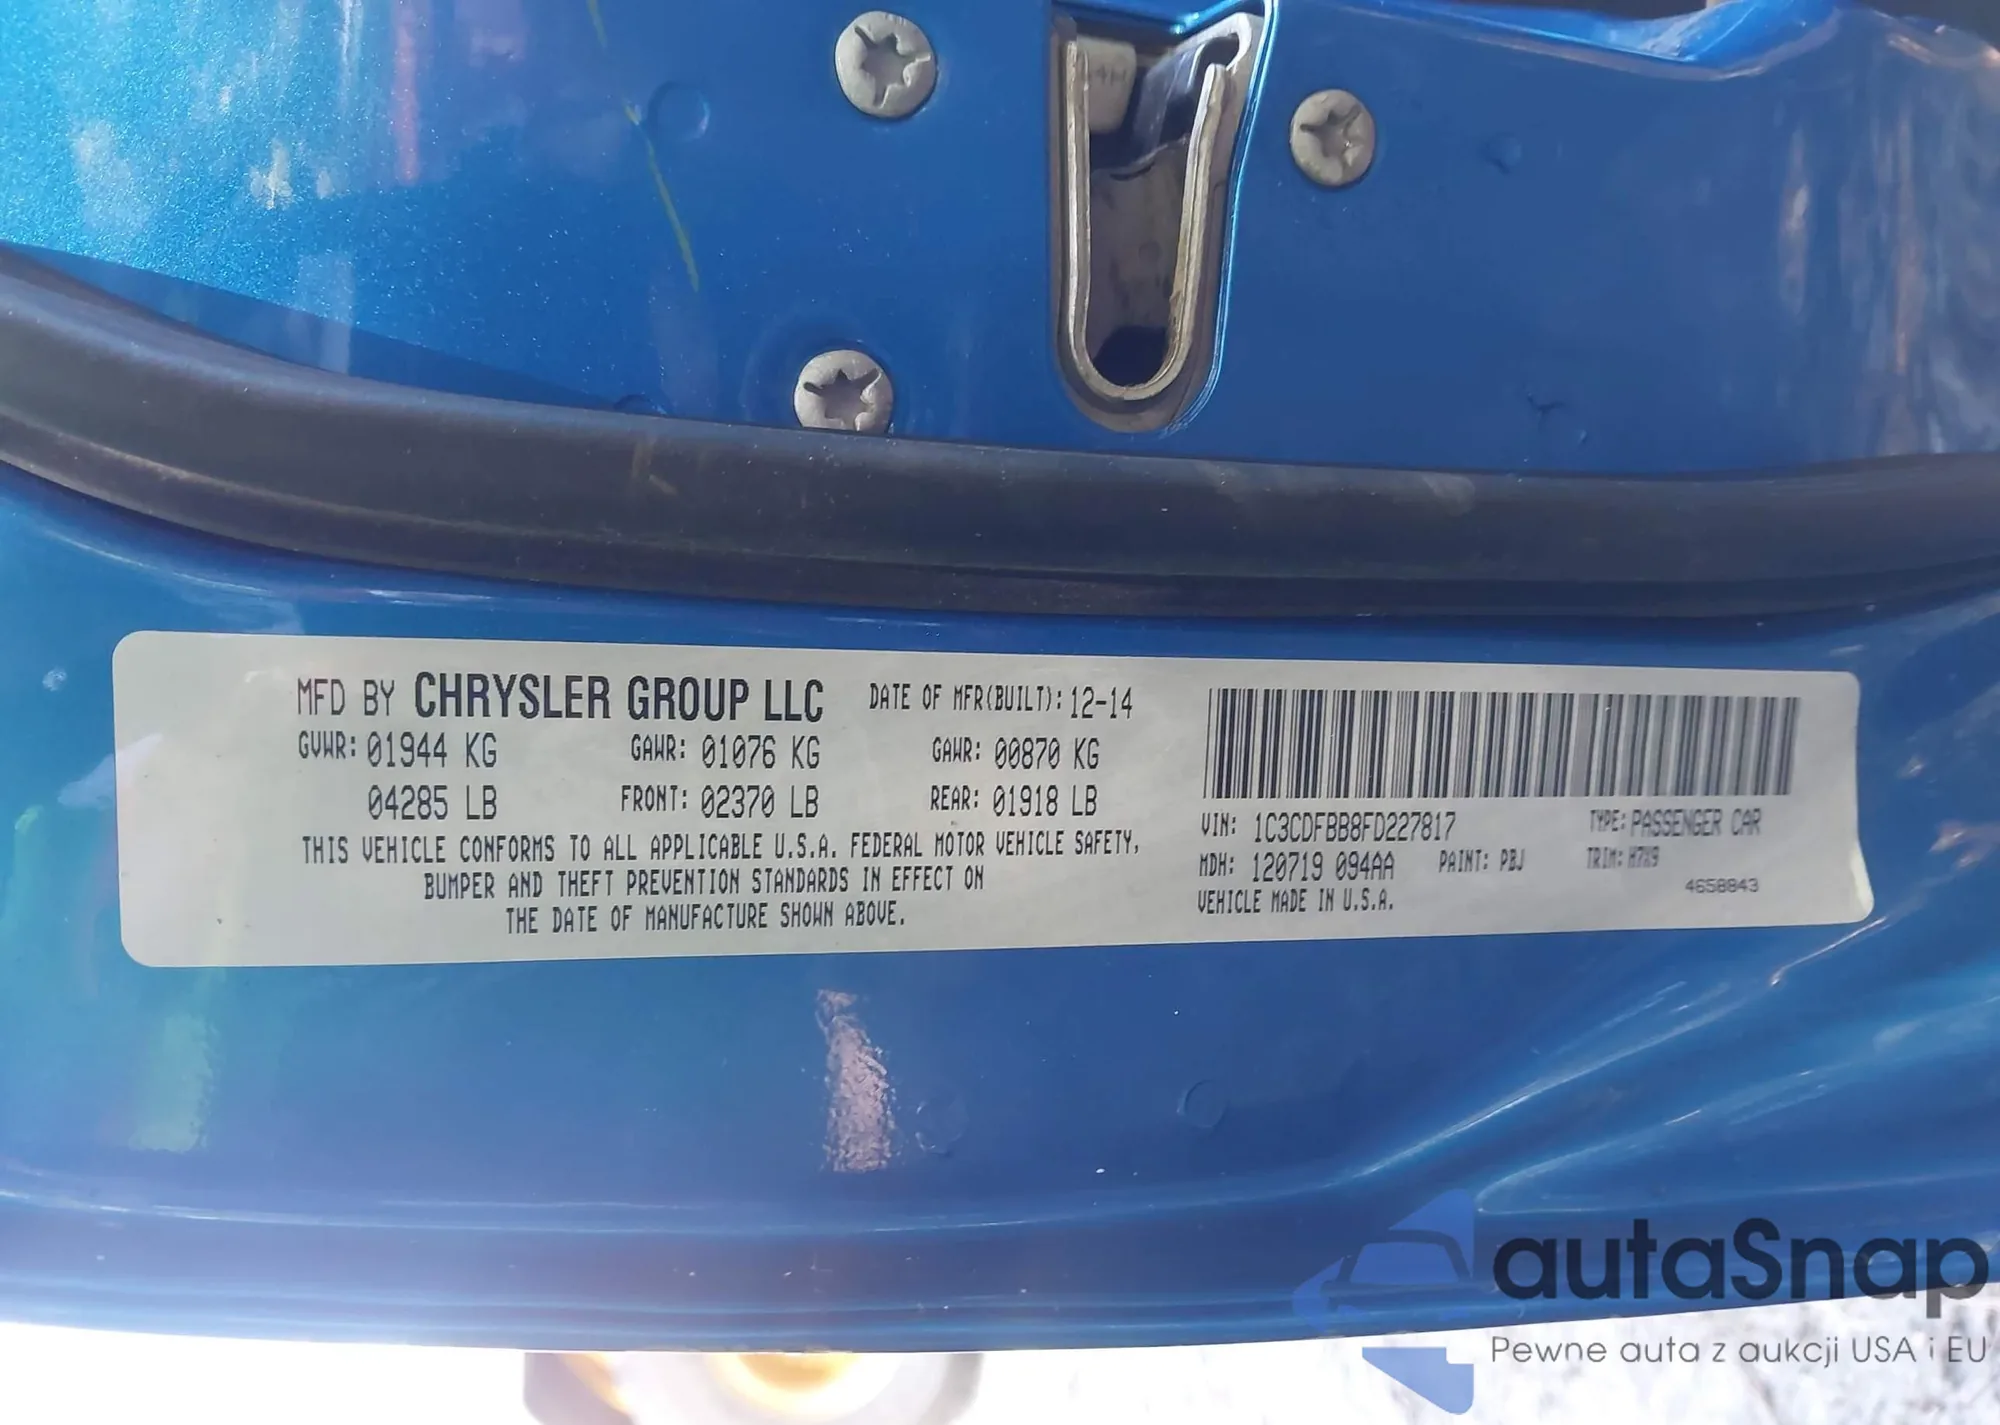 MFD BY CHRYSLER GROUP LLC DATE OF MFR(BUILT): 12-14
GVWR: 01944 KG GAWR: 01076 KG GAWR: 00870 KG
04285 LB FRONT: 02370 LB REAR: 01918 LB
THIS VEHICLE CONFORMS TO ALL APPLICABLE U.S.A. FEDERAL MOTOR VEHICLE SAFETY,
BUMPER AND THEFT PREVENTION STANDARDS IN EFFECT ON
THE DATE OF MANUFACTURE SHOWN ABOVE.
VIN: 1C3CDFBB8FD227817 TYPE: PASSENGER CAR
MDH: 120719 094AA PAINT: PBJ TRIM: H7X9
VEHICLE MADE IN U.S.A. 4658843
autaSnap
Pewne auta z aukcji USA i EU